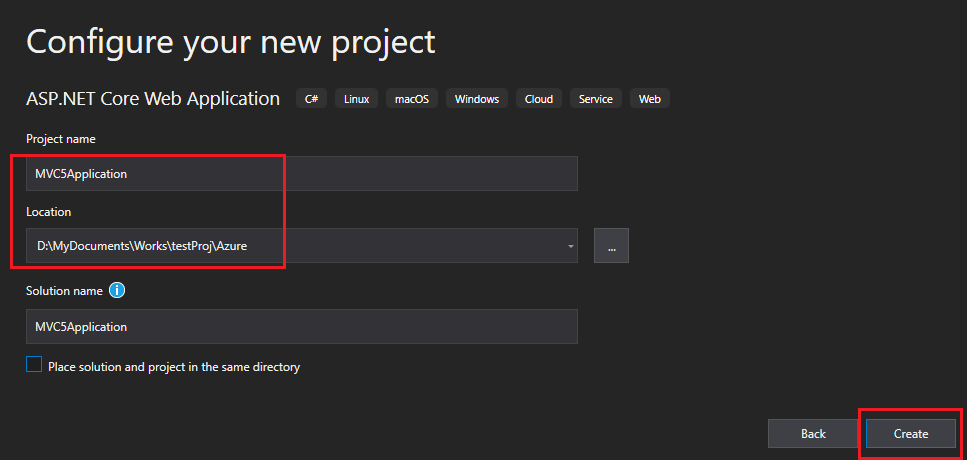 Configure your new project
ASP.NET Core Web Application C# Linux macOS Windows Cloud Service Web
Project name
MVC5Application
Location
D:\MyDocuments\Works\testProj\Azure
...
Solution name
MVC5Application
Place solution and project in the same directory
Back Create